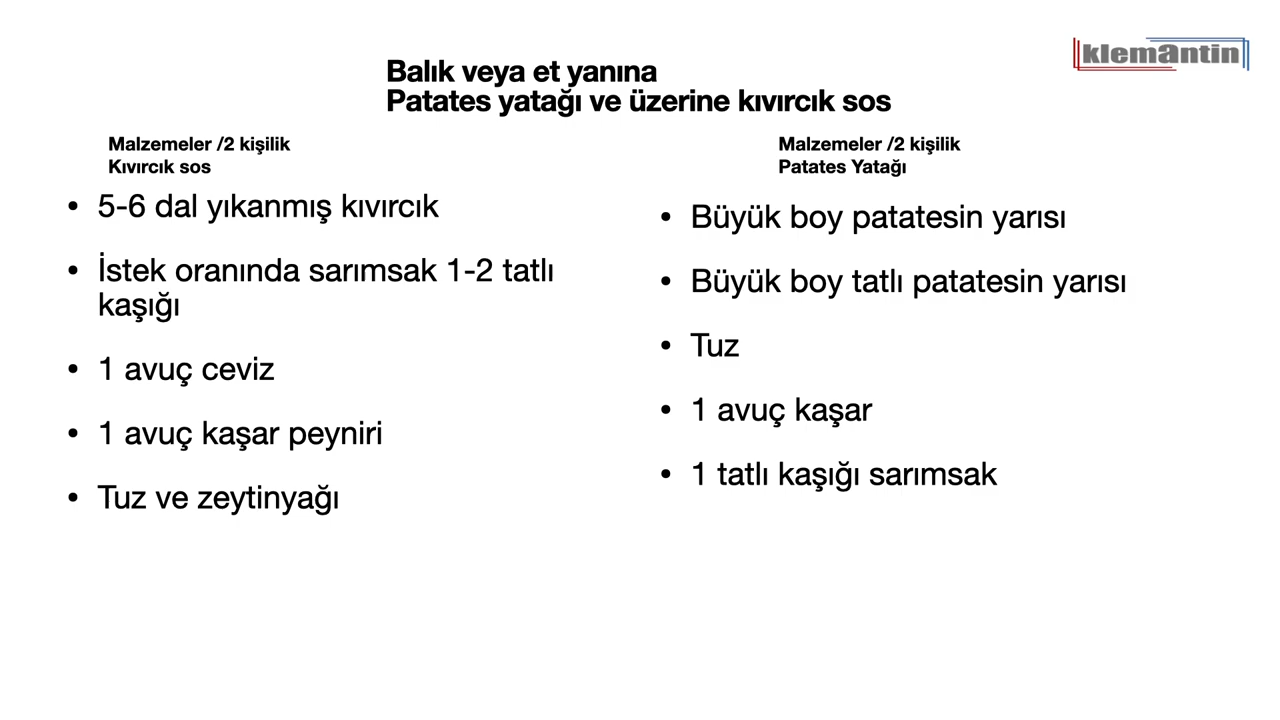 klemantin
Balık veya et yanına
Patates yatağı ve üzerine kıvırcık sos
Malzemeler /2 kişilik
Kıvırcık sos
• 5-6 dal yıkanmış kıvırcık
• İstek oranında sarımsak 1-2 tatlı
kaşığı
• 1 avuç ceviz
• 1 avuç kaşar peyniri
• Tuz ve zeytinyağı
Malzemeler /2 kişilik
Patates Yatağı
• Büyük boy patatesin yarısı
• Büyük boy tatlı patatesin yarısı
• Tuz
• 1 avuç kaşar
• 1 tatlı kaşığı sarımsak